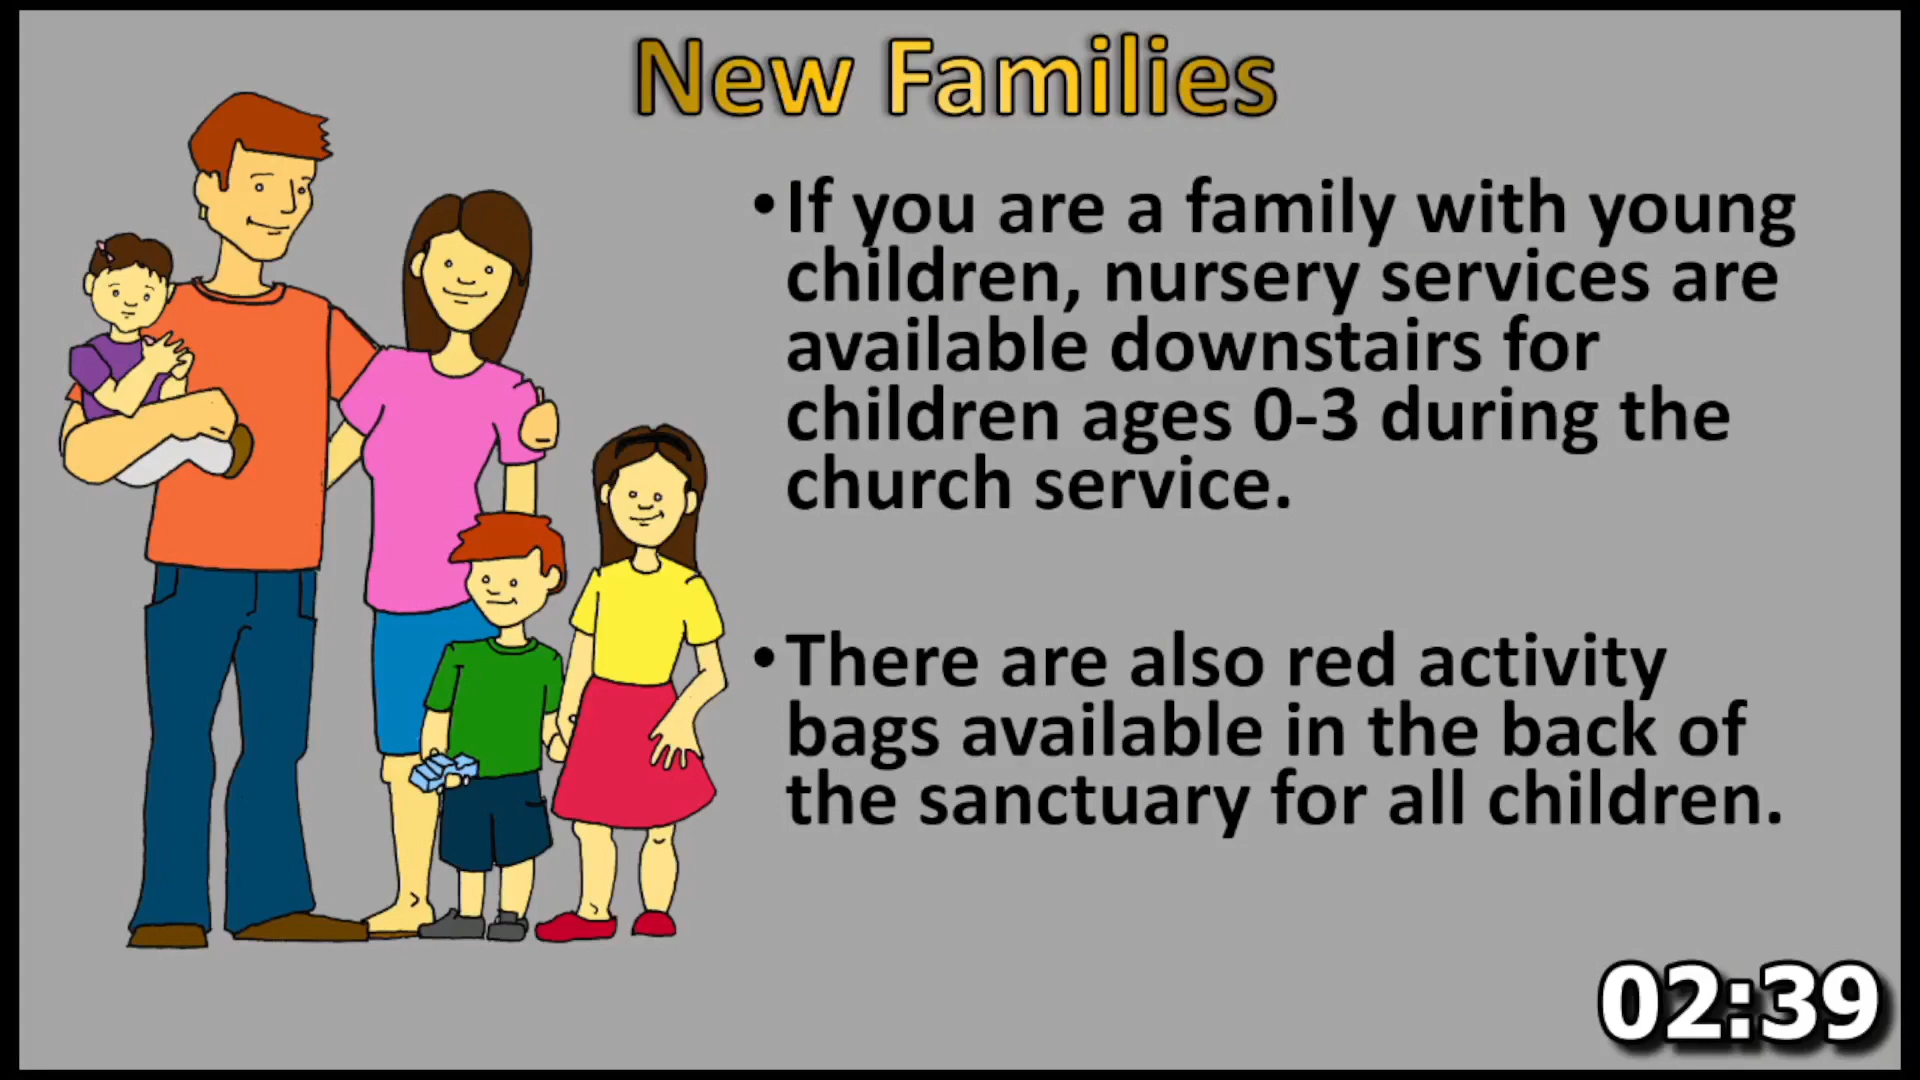 New Families
•If you are a family with young
children, nursery services are
available downstairs for
children ages 0-3 during the
church service.
•There are also red activity
bags available in the back of
the sanctuary for all children.
02:39